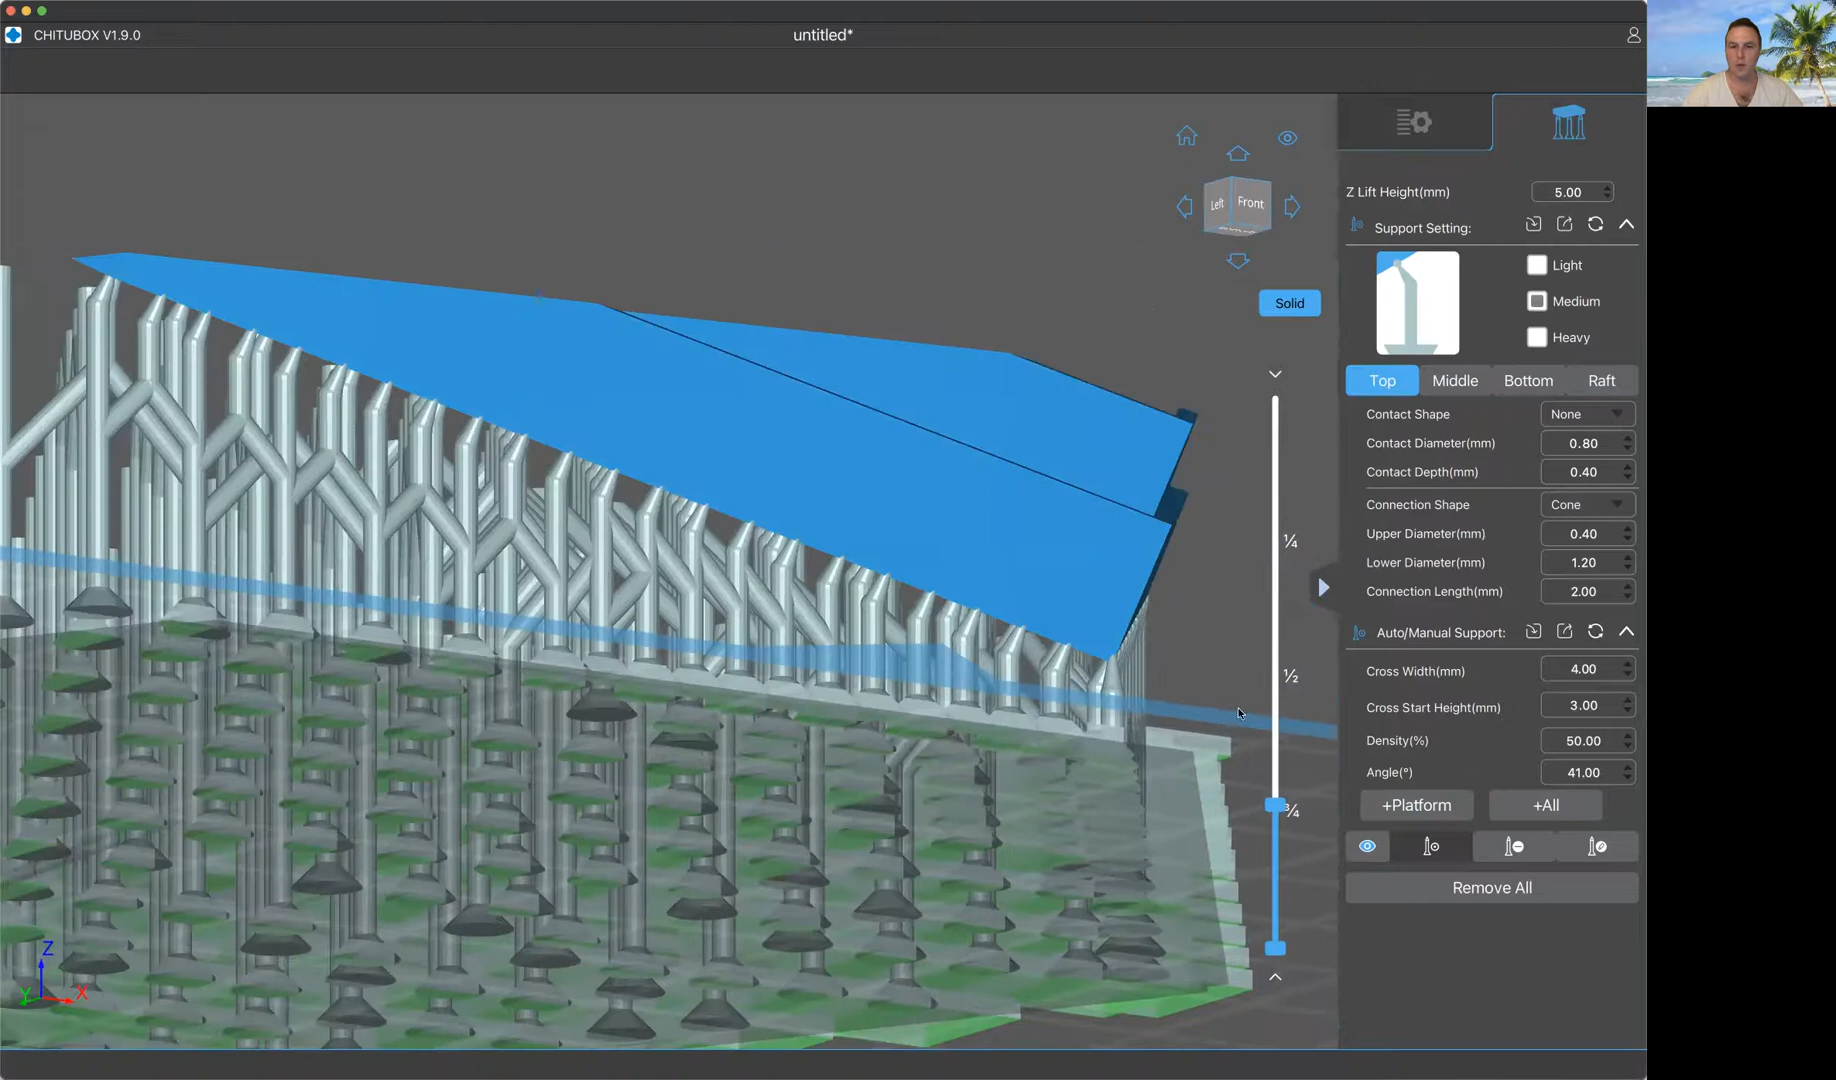 CHITUBOX V1.9.0
untitled*
Left
Front
Solid
¼
½
¾
Z
Y
X
Z Lift Height(mm)
5.00
Support Setting:
Light
Medium
Heavy
Top
Middle
Bottom
Raft
Contact Shape
None
Contact Diameter(mm)
0.80
Contact Depth(mm)
0.40
Connection Shape
Cone
Upper Diameter(mm)
0.40
Lower Diameter(mm)
1.20
Connection Length(mm)
2.00
Auto/Manual Support:
Cross Width(mm)
4.00
Cross Start Height(mm)
3.00
Density(%)
50.00
Angle(°)
41.00
+Platform
+All
Remove All